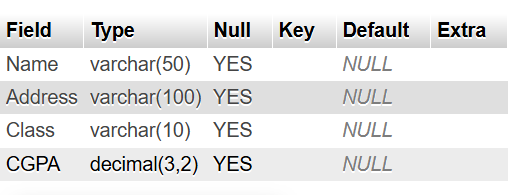 Field Type Null Key Default Extra
Name varchar(50) YES NULL
Address varchar(100) YES NULL
Class varchar(10) YES NULL
CGPA decimal(3,2) YES NULL